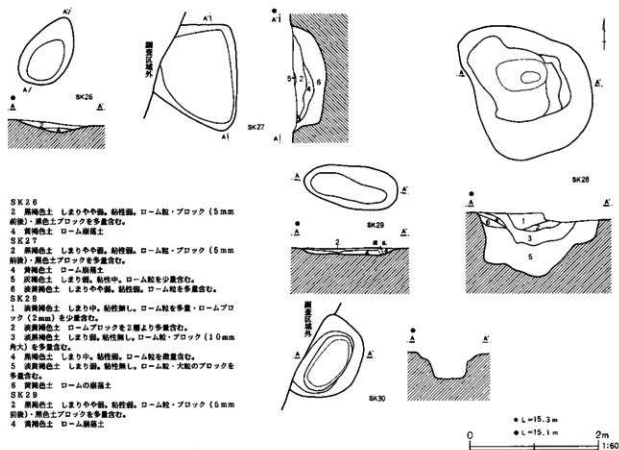 A'
A
SK26
A A'
調査区域外
A'
A
SK27
A'
5 2 4 6
A
A A'
SK28
A A'
1
3
5
A A'
SK29
A A'
2
調査区域外
A A'
SK30
A A'
SK26
2 黒褐色土 しまりやや弱。粘性弱。ローム粒・ブロック(5mm
前後)・黒色土ブロックを多量含む。
4 黄褐色土 ローム崩落土
SK27
2 黒褐色土 しまりやや弱。粘性弱。ローム粒・ブロック(5mm
前後)・黒色土ブロックを多量含む。
4 黄褐色土 ローム崩落土
5 灰褐色土 しまり弱。粘性中。ローム粒を少量含む。
6 淡黄褐色土 しまりやや弱。粘性弱。ローム粒を多量含む。
SK28
1 淡黄褐色土 しまり中。粘性無し。ローム粒を多量・ロームブロ
ック(2mm)を少量含む。
2 淡黄褐色土 ロームブロックを2層より多量含む。
3 淡黒褐色土 しまり弱。粘性無し。ローム粒・ブロック(10mm
角大)を多量含む。
4 黒褐色土 しまり中。粘性弱。ローム粒を微量含む。
5 淡黄褐色土 しまり弱。粘性無し。ローム粒・大粒のブロックを
多量含む。
6 黄褐色土 ロームの崩落土
SK29
2 黒褐色土 しまりやや弱。粘性弱。ローム粒・ブロック(5mm
前後)・黒色土ブロックを多量含む。
4 黄褐色土 ローム崩落土
★ L=15.3m
● L=15.1m
0 1 2m
1:60